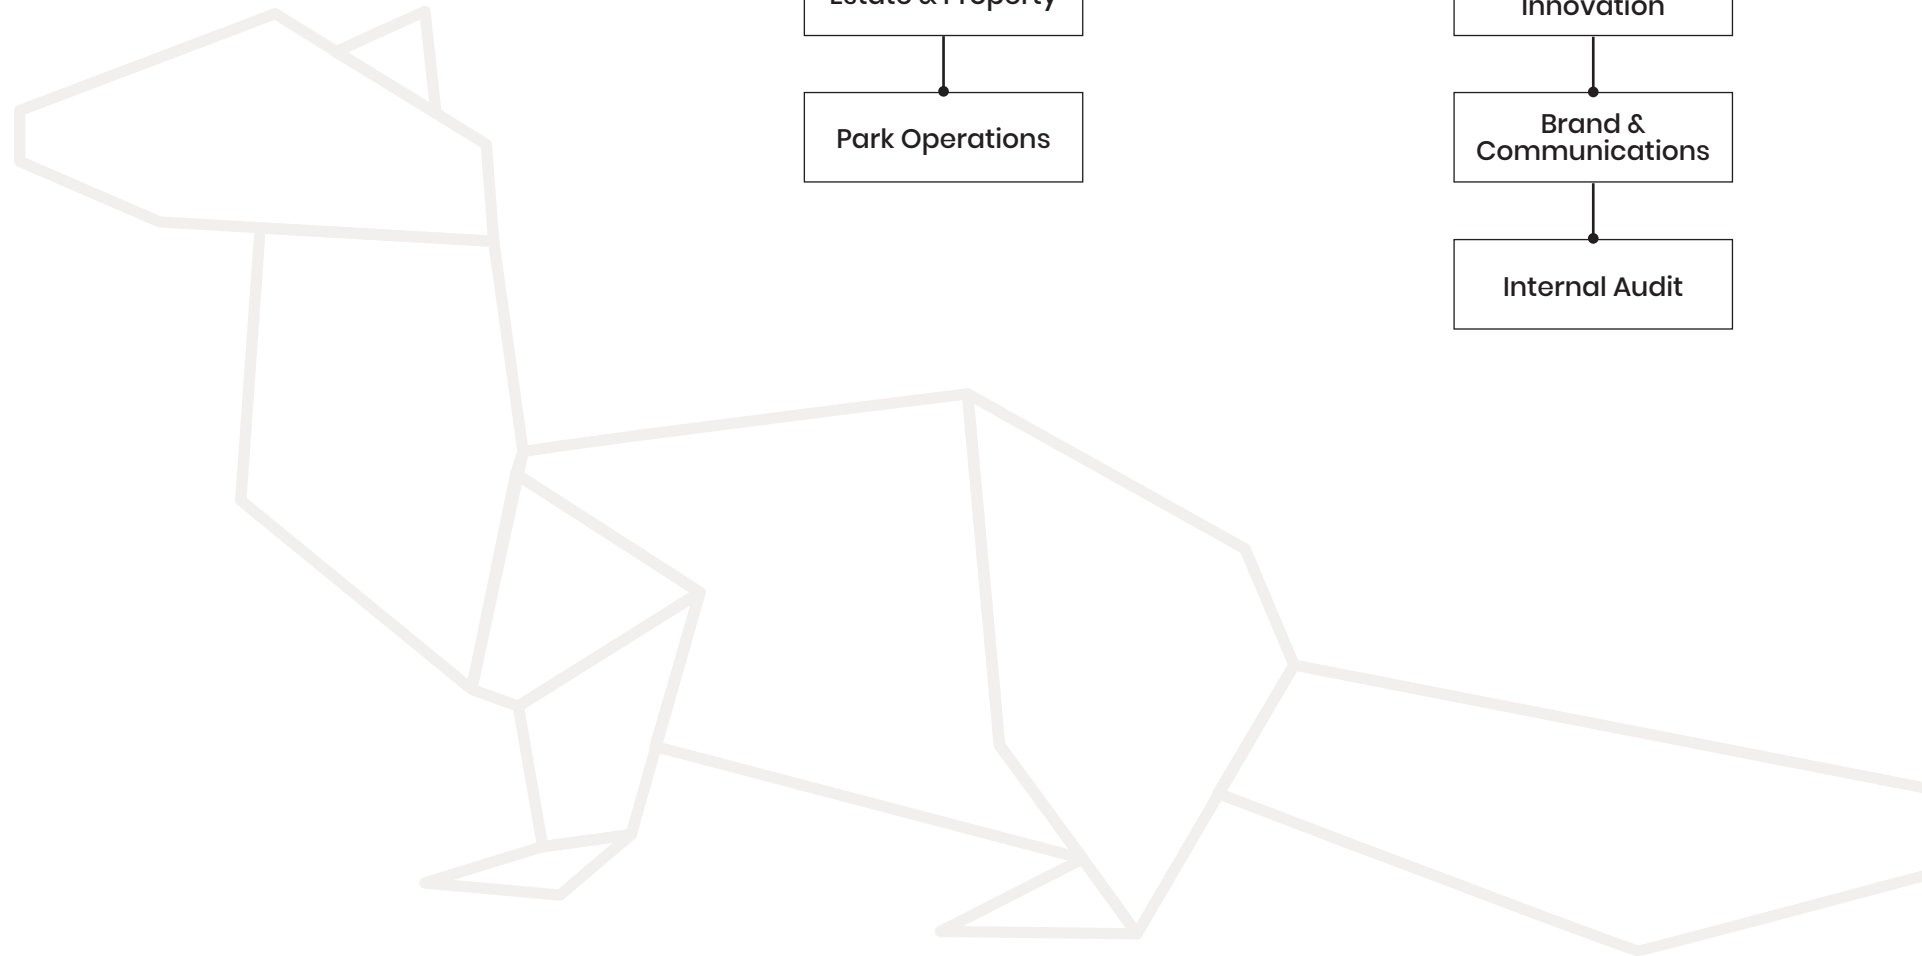 Estate & Property
Park Operations
Innovation
Brand &
Communications
Internal Audit